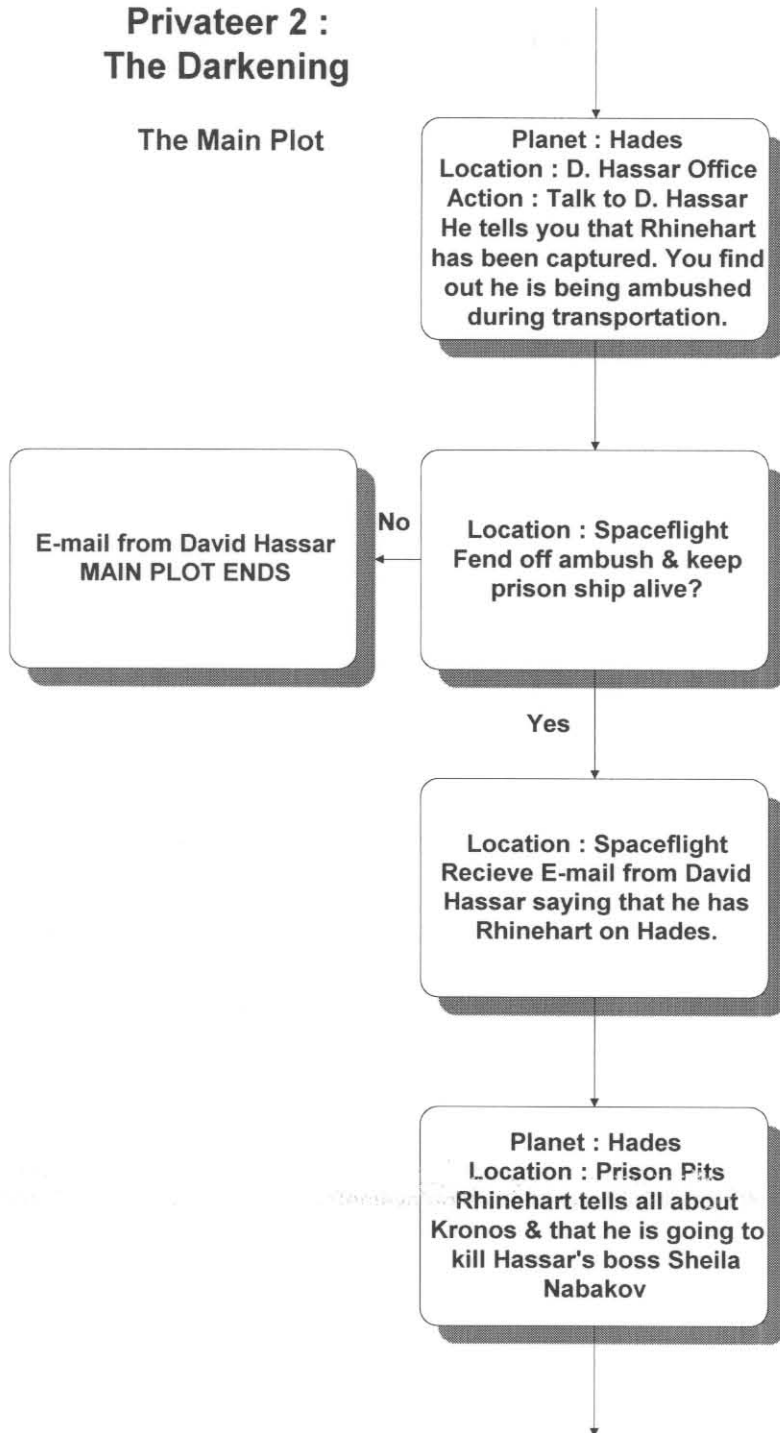 Privateer 2 :
The Darkening
The Main Plot
Planet : Hades
Location : D. Hassar Office
Action : Talk to D. Hassar
He tells you that Rhinehart
has been captured. You find
out he is being ambushed
during transportation.
E-mail from David Hassar
MAIN PLOT ENDS
No
Location : Spaceflight
Fend off ambush & keep
prison ship alive?
Yes
Location : Spaceflight
Recieve E-mail from David
Hassar saying that he has
Rhinehart on Hades.
Planet : Hades
Location : Prison Pits
Rhinehart tells all about
Kronos & that he is going to
kill Hassar's boss Sheila
Nabakov